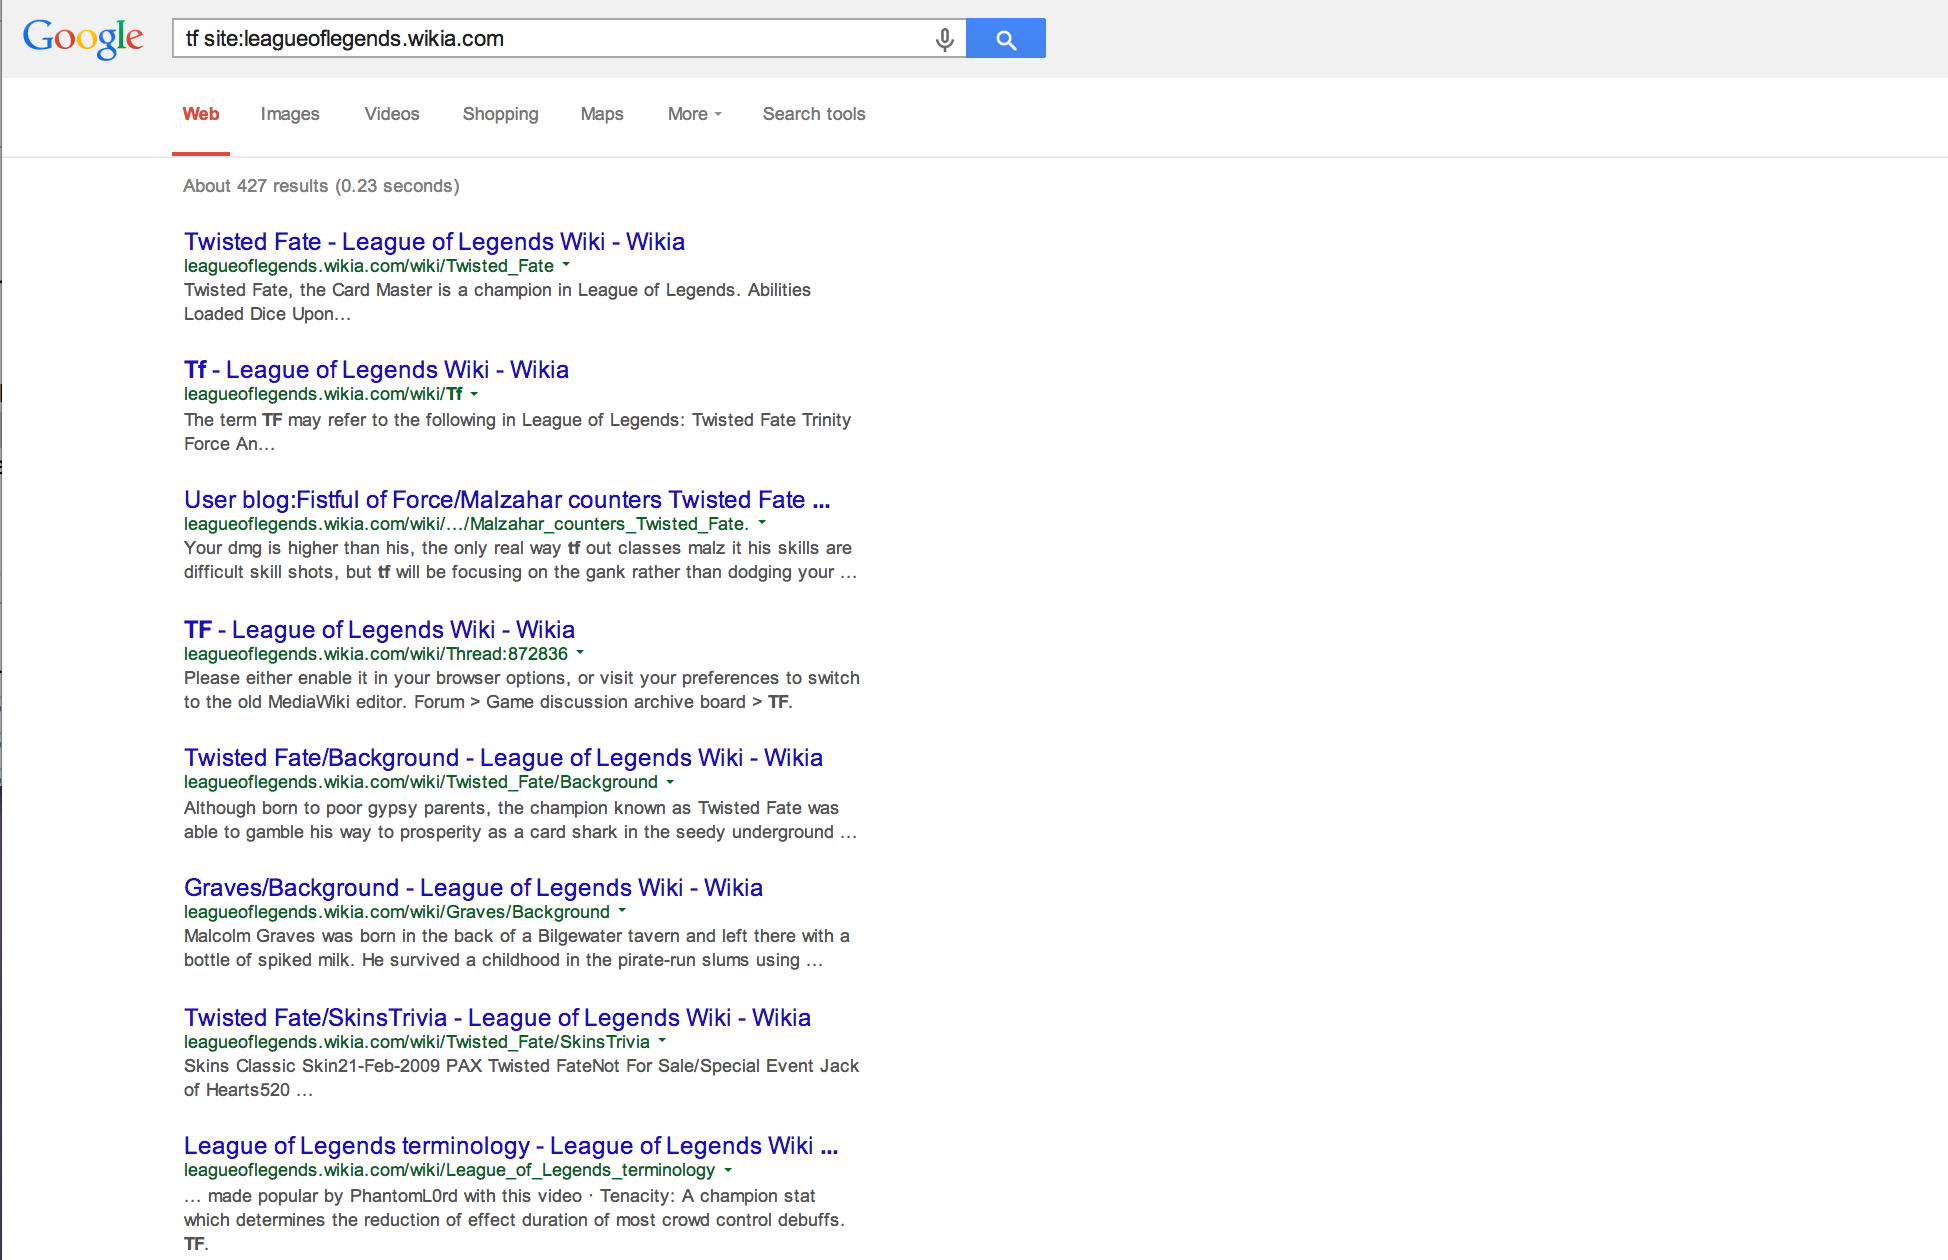 Google
tf site:leagueoflegends.wikia.com
Web Images Videos Shopping Maps More Search tools
About 427 results (0.23 seconds)
Twisted Fate - League of Legends Wiki - Wikia
leagueoflegends.wikia.com/wiki/Twisted_Fate
Twisted Fate, the Card Master is a champion in League of Legends. Abilities
Loaded Dice Upon...
Tf - League of Legends Wiki - Wikia
leagueoflegends.wikia.com/wiki/Tf
The term TF may refer to the following in League of Legends: Twisted Fate Trinity
Force An...
User blog:Fistful of Force/Malzahar counters Twisted Fate ...
leagueoflegends.wikia.com/wiki/.../Malzahar_counters_Twisted_Fate.
Your dmg is higher than his, the only real way tf out classes malz it his skills are
difficult skill shots, but tf will be focusing on the gank rather than dodging your ...
TF - League of Legends Wiki - Wikia
leagueoflegends.wikia.com/wiki/Thread:872836
Please either enable it in your browser options, or visit your preferences to switch
to the old MediaWiki editor. Forum > Game discussion archive board > TF.
Twisted Fate/Background - League of Legends Wiki - Wikia
leagueoflegends.wikia.com/wiki/Twisted_Fate/Background
Although born to poor gypsy parents, the champion known as Twisted Fate was
able to gamble his way to prosperity as a card shark in the seedy underground ...
Graves/Background - League of Legends Wiki - Wikia
leagueoflegends.wikia.com/wiki/Graves/Background
Malcolm Graves was born in the back of a Bilgewater tavern and left there with a
bottle of spiked milk. He survived a childhood in the pirate-run slums using ...
Twisted Fate/SkinsTrivia - League of Legends Wiki - Wikia
leagueoflegends.wikia.com/wiki/Twisted_Fate/SkinsTrivia
Skins Classic Skin21-Feb-2009 PAX Twisted FateNot For Sale/Special Event Jack
of Hearts520 ...
League of Legends terminology - League of Legends Wiki ...
leagueoflegends.wikia.com/wiki/League_of_Legends_terminology
... made popular by PhantomL0rd with this video · Tenacity: A champion stat
which determines the reduction of effect duration of most crowd control debuffs.
TF.